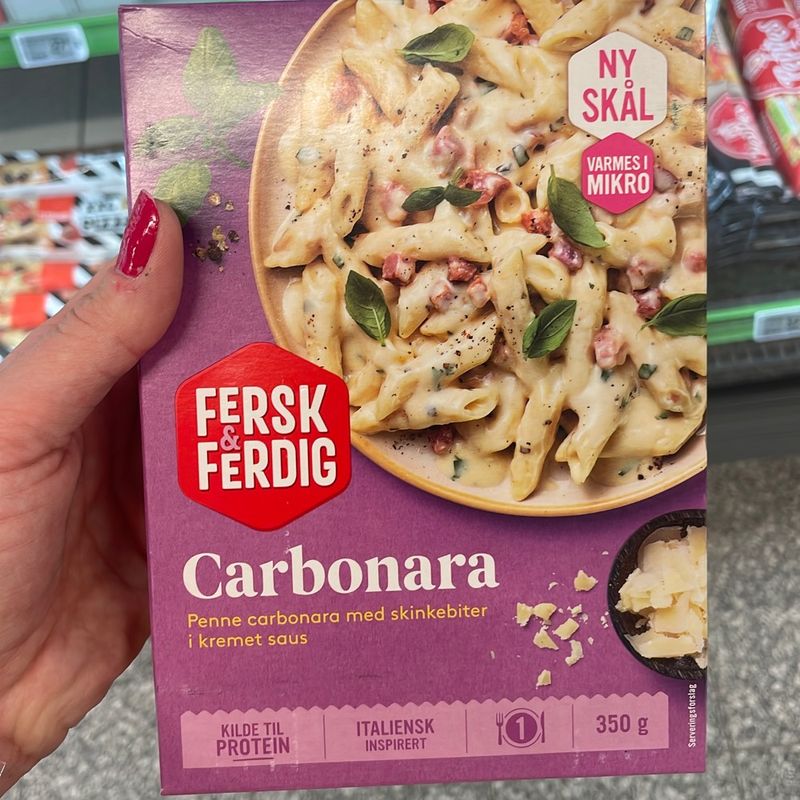 NY
SKÅL
VARMES I
MIKRO
FERSK
&
FERDIG
Carbonara
Penne carbonara med skinkebiter
i kremet saus
KILDE TIL
PROTEIN
ITALIENSK
INSPIRERT
1
350 g
Serveringsforslag